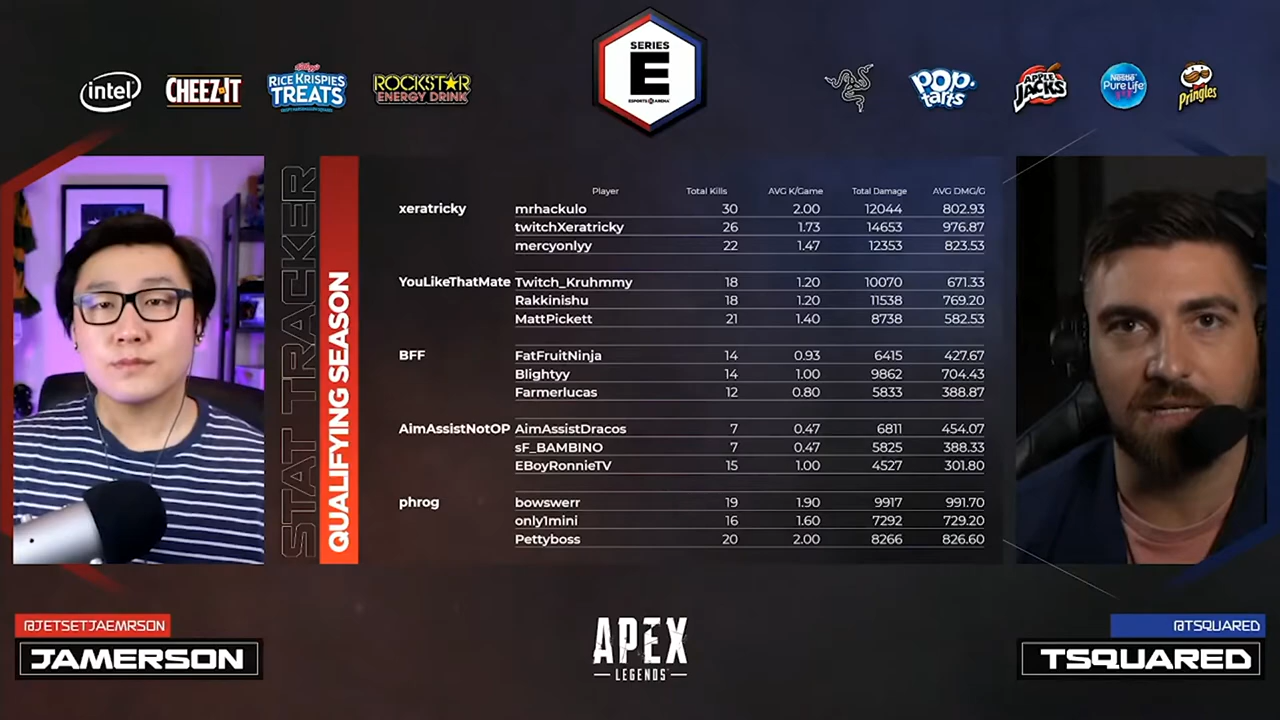 SERIES
E
ESPORTS ARENA
intel
CHEEZ-IT
Kellogg's
RICE KRISPIES
TREATS
ROCKSTAR
ENERGY DRINK
POP.
tarts
APPLE
JACKS
Nestlé
PURE LIFE
Pringles
STAT TRACKER
QUALIFYING SEASON
Player Total Kills AVG K/Game Total Damage AVG DMG/G
xeratricky mrhackulo 30 2.00 12044 802.93
twitchXeratricky 26 1.73 14653 976.87
mercyonlyy 22 1.47 12353 823.53
YouLikeThatMate Twitch_Kruhmmy 18 1.20 10070 671.33
Rakkinishu 18 1.20 11538 769.20
MattPickett 21 1.40 8738 582.53
BFF FatFruitNinja 14 0.93 6415 427.67
Blightyy 14 1.00 9862 704.43
Farmerlucas 12 0.80 5833 388.87
AimAssistNotOP AimAssistDracos 7 0.47 6811 454.07
sF_BAMBINO 7 0.47 5825 388.33
EBoyRonnieTV 15 1.00 4527 301.80
phrog bowswerr 19 1.90 9917 991.70
only1mini 16 1.60 7292 729.20
Pettyboss 20 2.00 8266 826.60
@JETSETJAEMRSON
JAMERSON
APEX
LEGENDS
@TSQUARED
TSQUARED